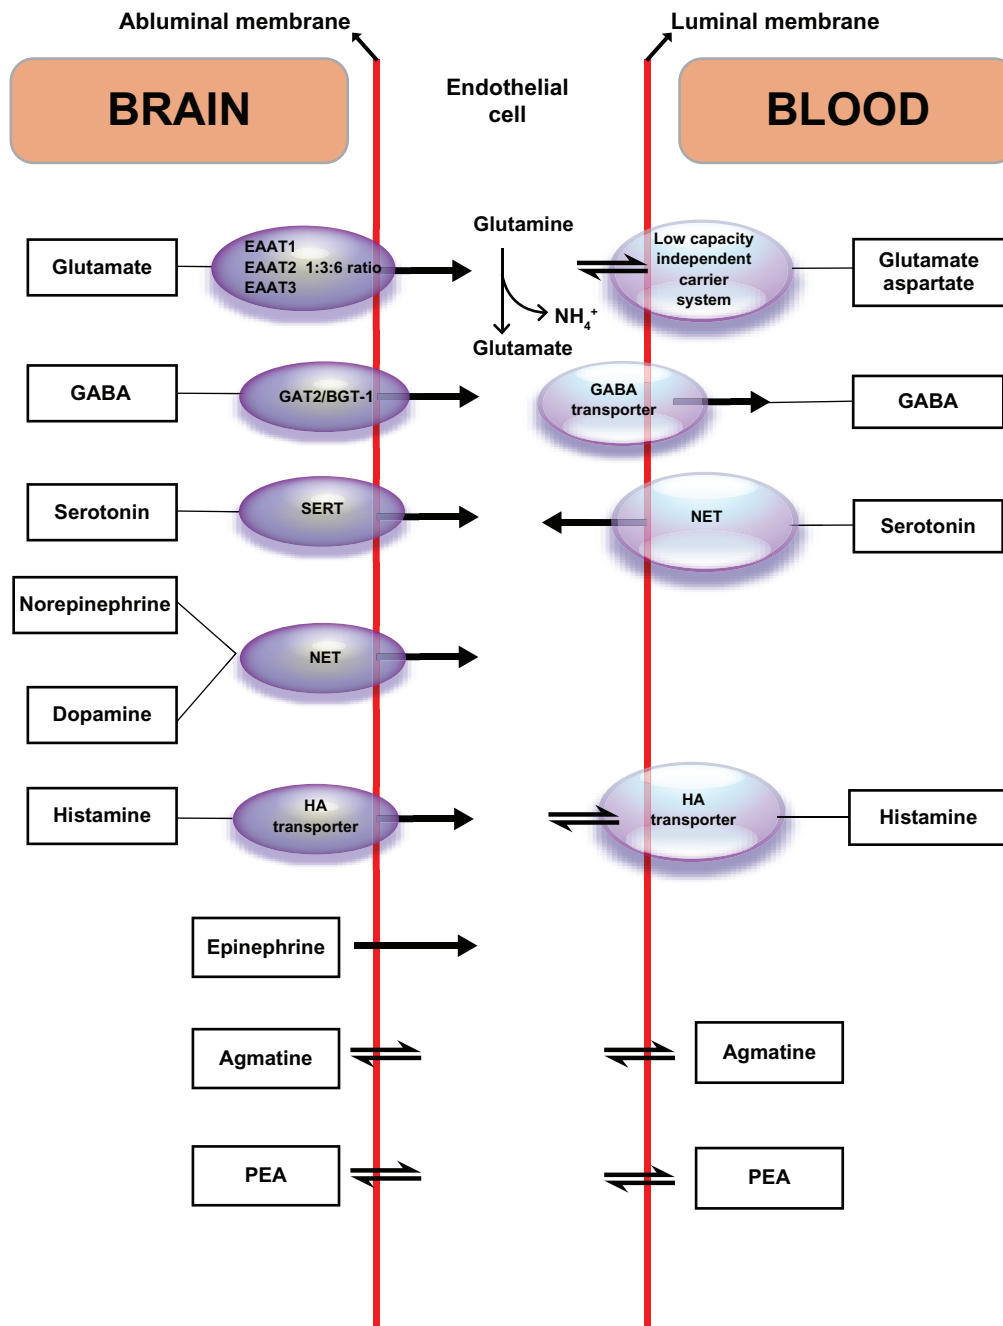 Abluminal membrane
Luminal membrane
BRAIN
Endothelial
cell
BLOOD
Glutamate
EAAT1
EAAT2 1:3:6 ratio
EAAT3
Glutamine
NH₄⁺
Glutamate
Low capacity
independent
carrier
system
Glutamate
aspartate
GABA
GAT2/BGT-1
GABA
transporter
GABA
Serotonin
SERT
NET
Serotonin
Norepinephrine
Dopamine
NET
Histamine
HA
transporter
HA
transporter
Histamine
Epinephrine
Agmatine
Agmatine
PEA
PEA